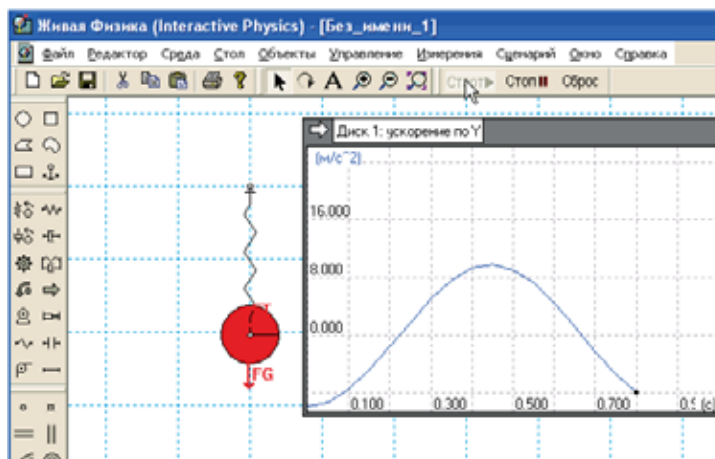 Живая Физика (Interactive Physics) - [Без_имени_1]
Файл Редактор Среда Стол Объекты Управление Измерения Сценарий Окно Справка
Старт Стоп Сброс
Диск 1: ускорение по Y
(м/с^2)
16.000
8.000
0.000
FG
0.100 0.300 0.500 0.700 (с)